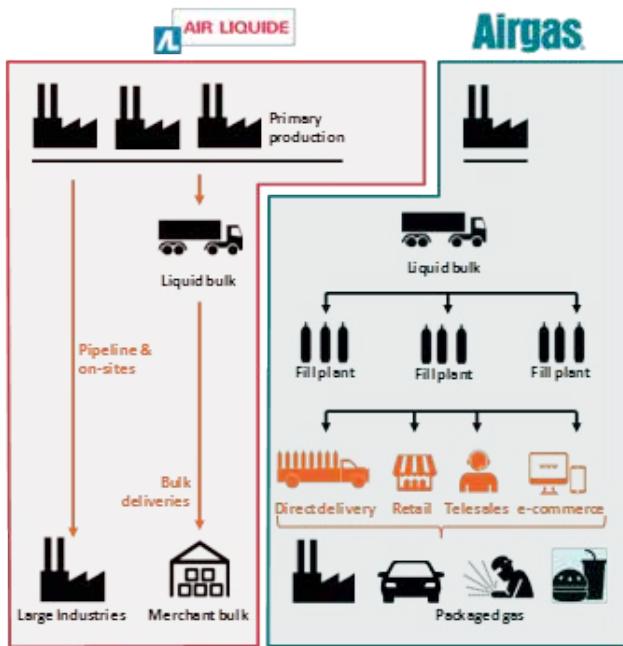 AIR LIQUIDE
Airgas
Primary
production
Liquid bulk
Liquid bulk
Pipeline &
on-sites
Fill plant
Fill plant
Fill plant
Bulk
deliveries
Direct delivery
Retail
Telesales
e-commerce
Large Industries
Merchant bulk
Packaged gas